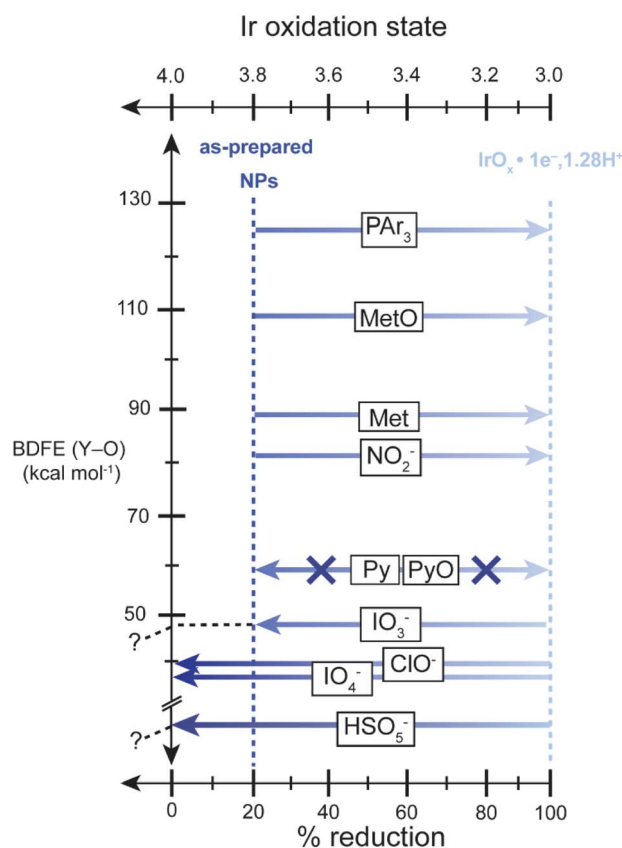 Ir oxidation state
4.0 3.8 3.6 3.4 3.2 3.0
as-prepared
NPs
IrOₓ • 1e⁻,1.28H⁺
130
PAr₃
110
MetO
90
Met
BDFE (Y–O)
(kcal mol⁻¹)
NO₂⁻
70
Py PyO
50
IO₃⁻
?
ClO⁻
IO₄⁻
HSO₅⁻
?
0 20 40 60 80 100
% reduction